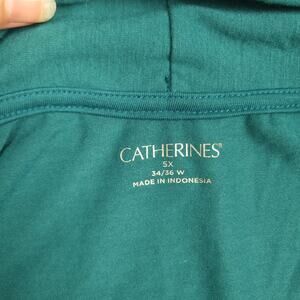 CATHERINES®
5X
34/36 W
MADE IN INDONESIA